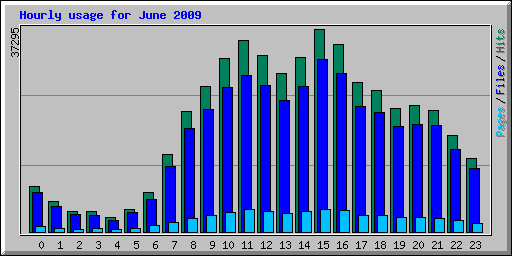 Hourly usage for June 2009
37295
Pages/Files/Hits
0 1 2 3 4 5 6 7 8 9 10 11 12 13 14 15 16 17 18 19 20 21 22 23